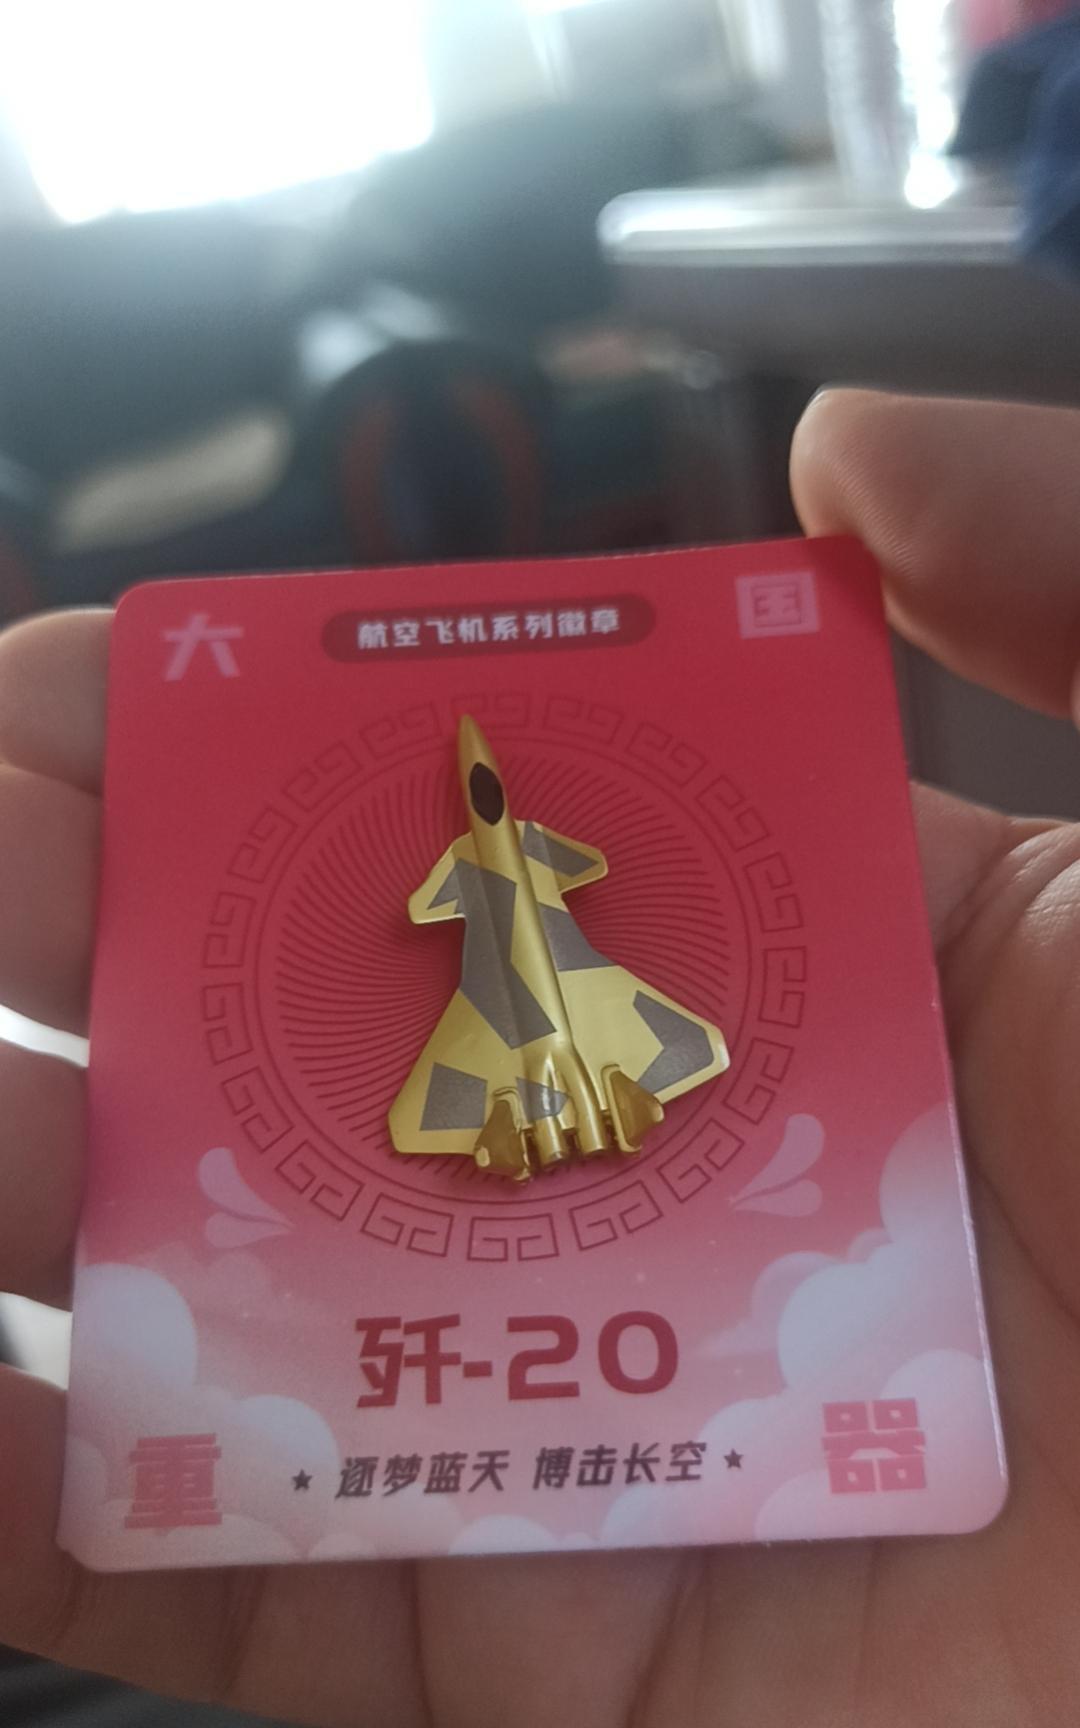 大 国
航空飞机系列徽章
歼-20
逐梦蓝天 博击长空
重 器